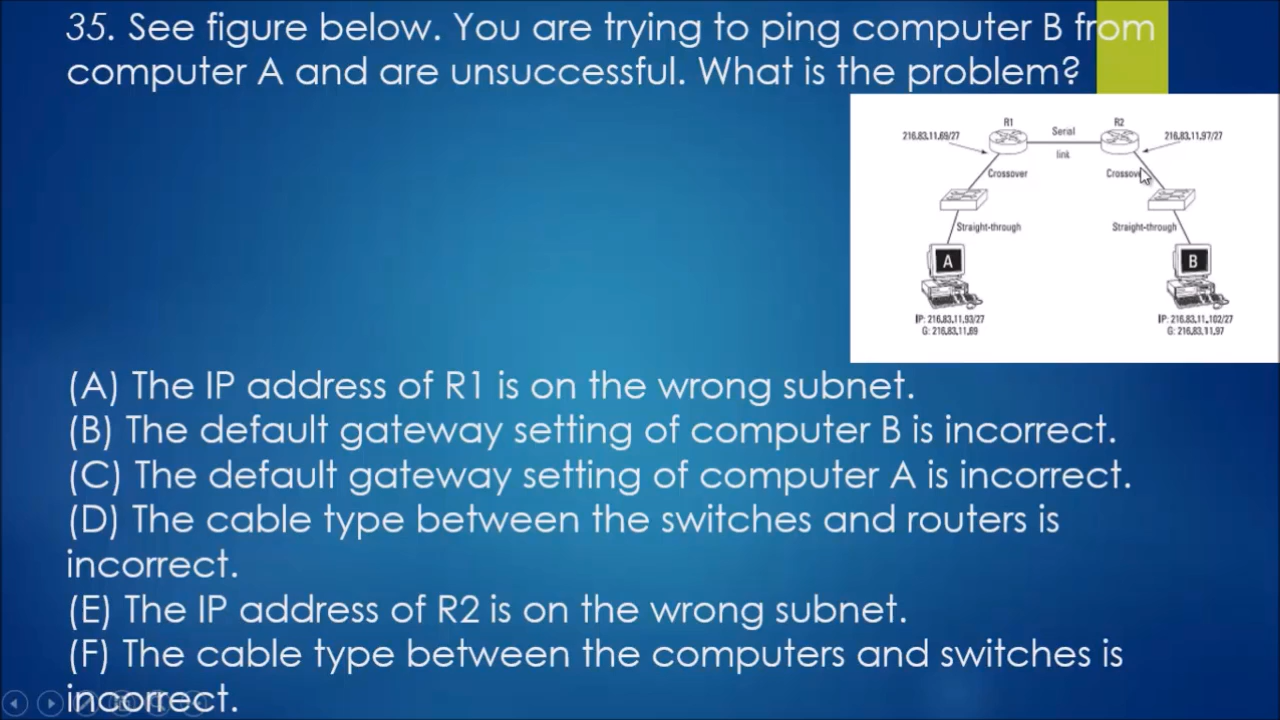 35. See figure below. You are trying to ping computer B from
computer A and are unsuccessful. What is the problem?
R1
R2
216.83.11.69/27
Serial
216.83.11.97/27
link
Crossover
Crossov
Straight-through
Straight-through
A
B
IP: 216.83.11.93/27
IP: 216.83.11.102/27
G: 216.83.11.69
G: 216.83.11.97
(A) The IP address of R1 is on the wrong subnet.
(B) The default gateway setting of computer B is incorrect.
(C) The default gateway setting of computer A is incorrect.
(D) The cable type between the switches and routers is
incorrect.
(E) The IP address of R2 is on the wrong subnet.
(F) The cable type between the computers and switches is
incorrect.